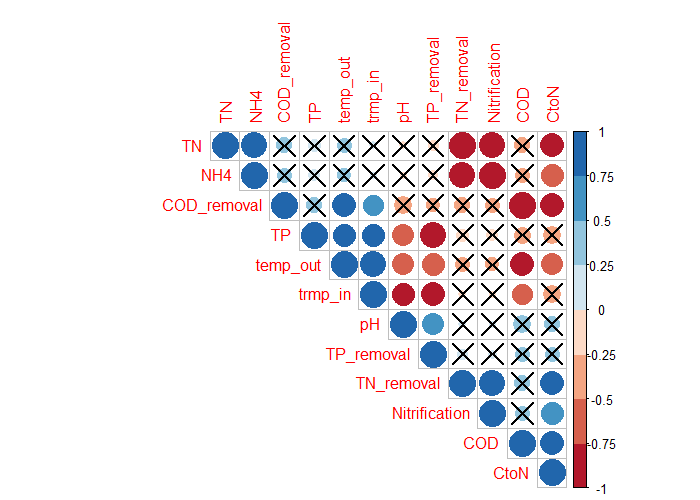 TN
NH4
COD_removal
TP
temp_out
trmp_in
pH
TP_removal
TN_removal
Nitrification
COD
CtoN
TN
NH4
COD_removal
TP
temp_out
trmp_in
pH
TP_removal
TN_removal
Nitrification
COD
CtoN
1
0.75
0.5
0.25
0
-0.25
-0.5
-0.75
-1